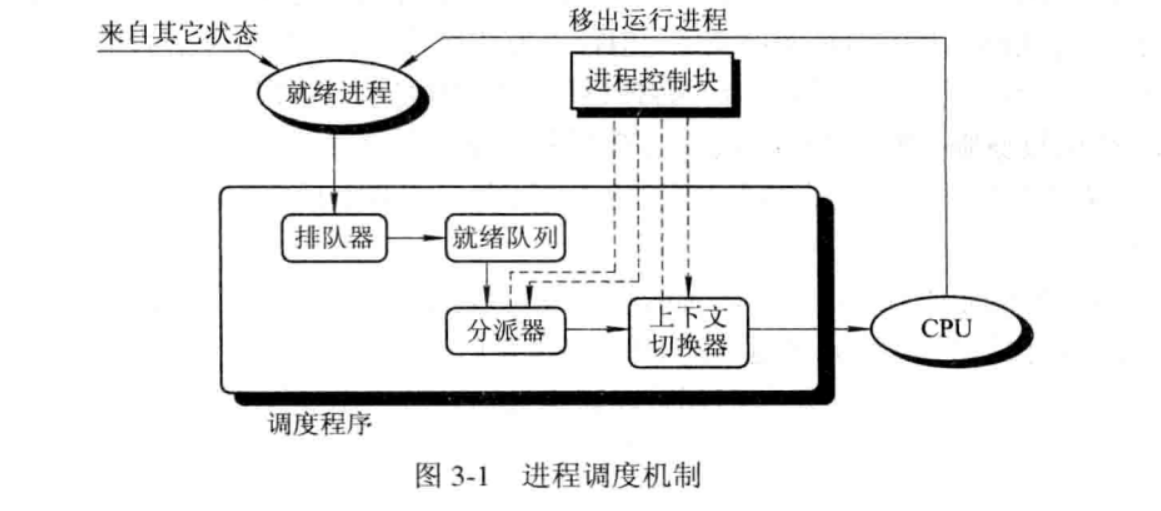 移出运行进程
来自其它状态
进程控制块
就绪进程
排队器
就绪队列
分派器
上下文
切换器
CPU
调度程序
图 3-1 进程调度机制